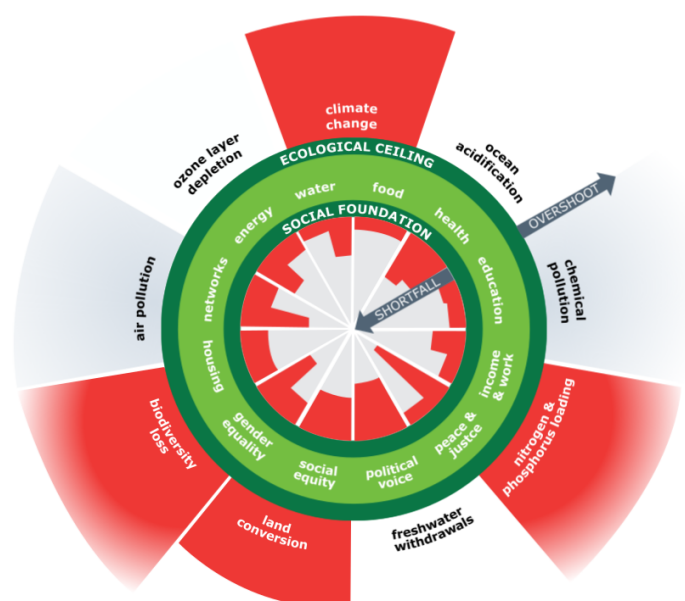 climate
change
ozone layer
depletion
ocean
acidification
ECOLOGICAL CEILING
water
food
energy
health
SOCIAL FOUNDATION
OVERSHOOT
SHORTFALL
air pollution
networks
education
chemical
pollution
housing
income
& work
biodiversity
loss
gender
equality
social
equity
political
voice
peace &
justce
nitrogen &
phosphorus loading
land
conversion
freshwater
withdrawals